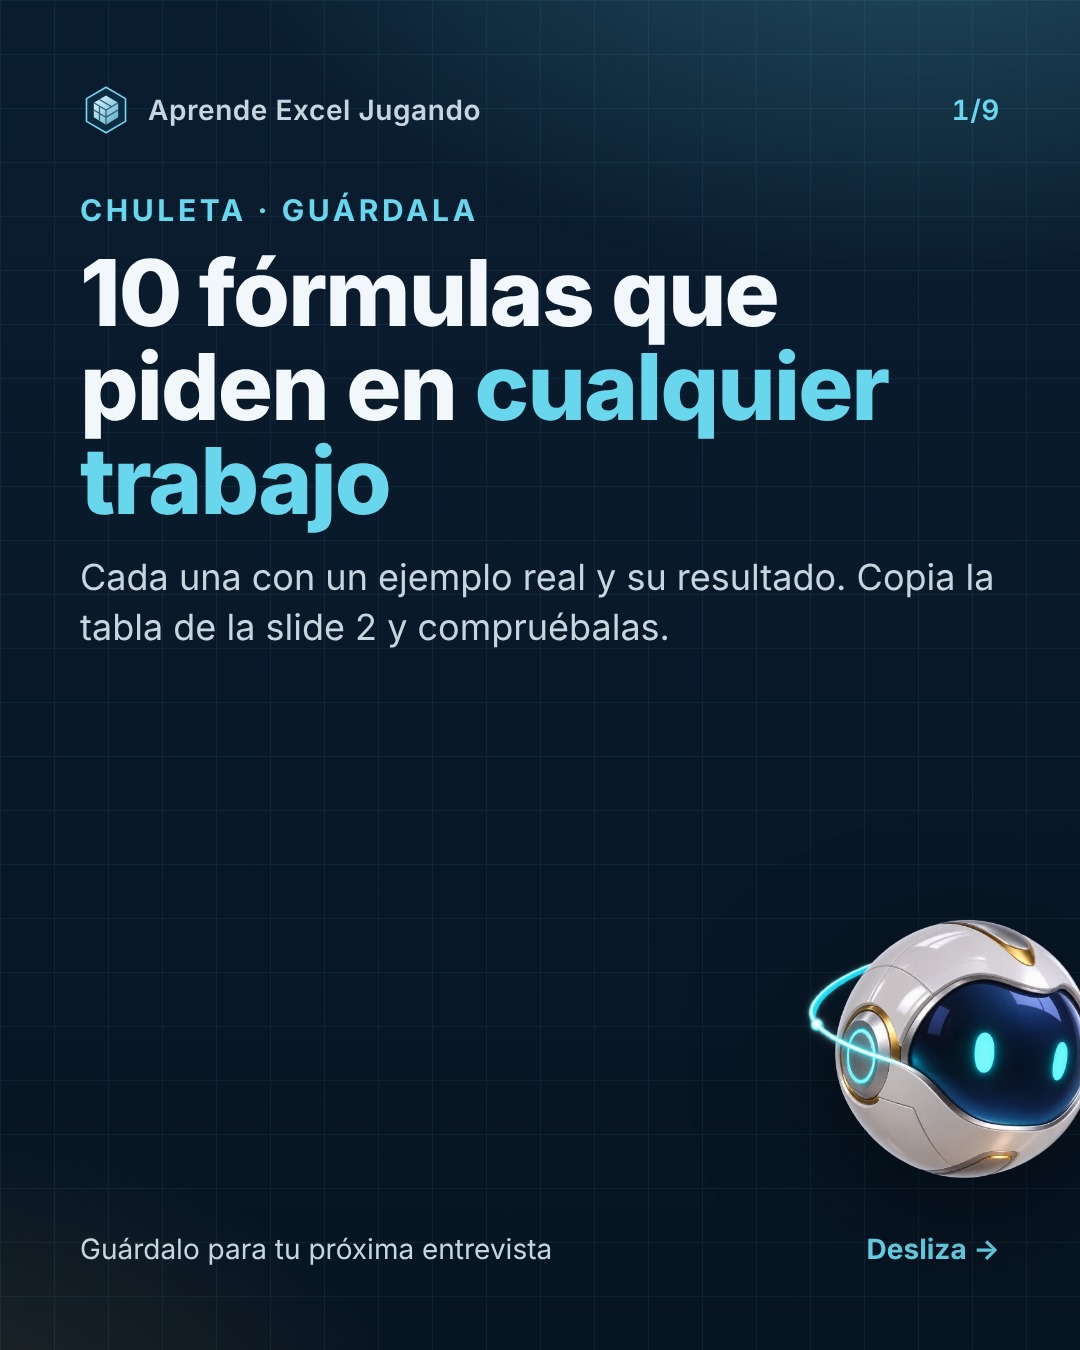 Aprende Excel Jugando
1/9
CHULETA · GUÁRDALA
10 fórmulas que
piden en cualquier
trabajo
Cada una con un ejemplo real y su resultado. Copia la
tabla de la slide 2 y compruébalas.
Guárdalo para tu próxima entrevista
Desliza →